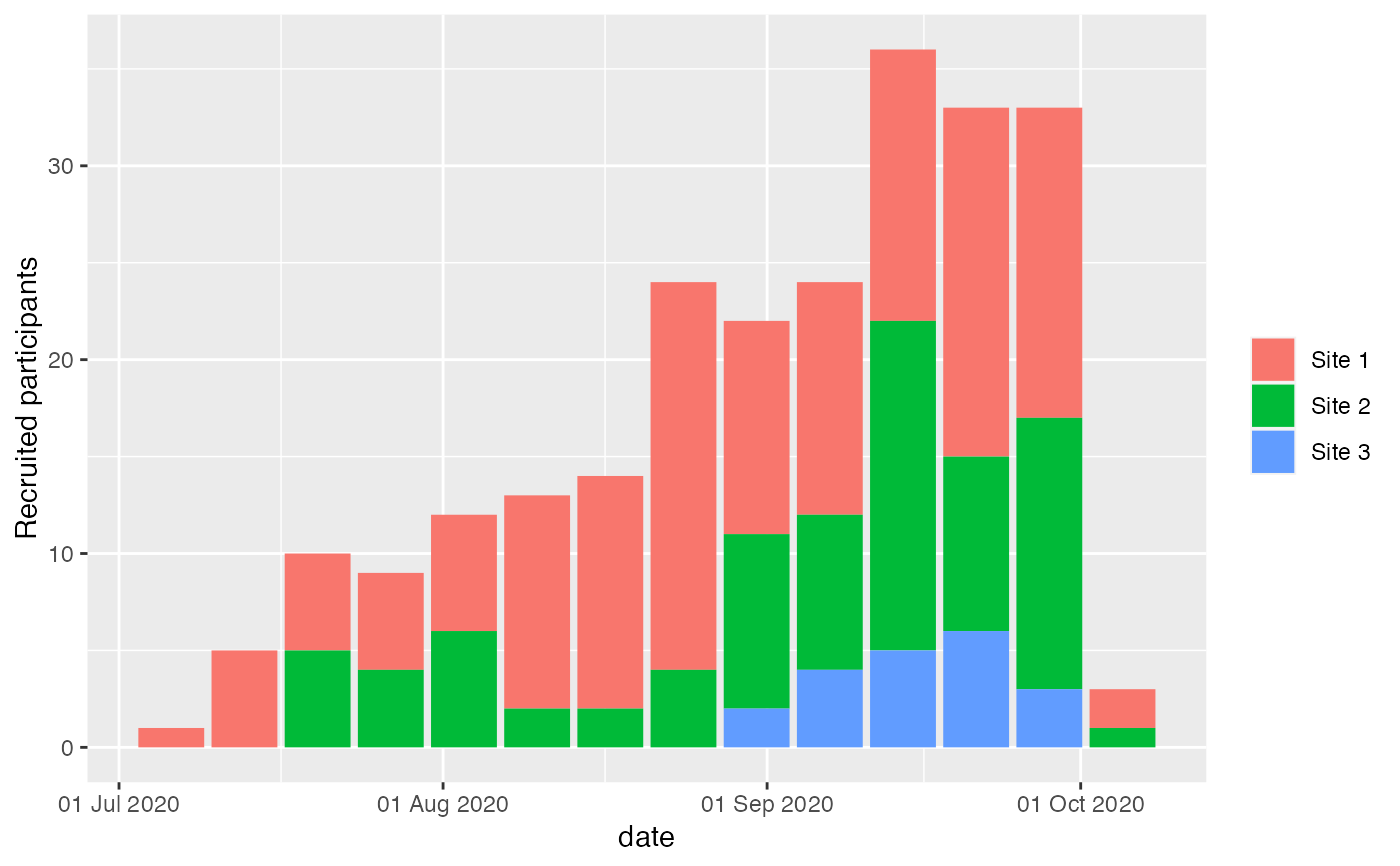 Recruited participants
30
20
10
0
01 Jul 2020
01 Aug 2020
01 Sep 2020
01 Oct 2020
date
Site 1
Site 2
Site 3